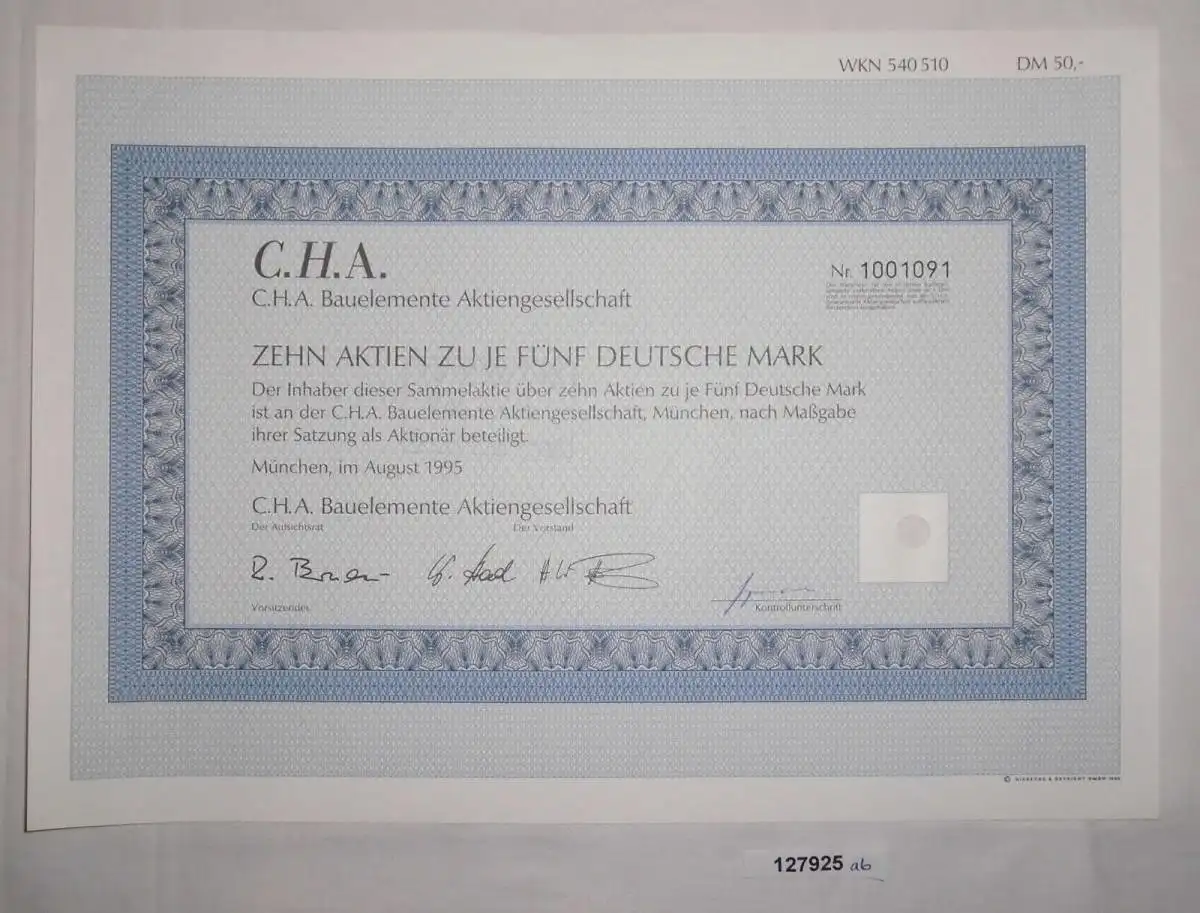 WKN 540 510 DM 50,-
C.H.A.
C.H.A. Bauelemente Aktiengesellschaft
Nr. 1001091
ZEHN AKTIEN ZU JE FÜNF DEUTSCHE MARK
Der Inhaber dieser Sammelaktie über zehn Aktien zu je Fünf Deutsche Mark
ist an der C.H.A. Bauelemente Aktiengesellschaft, München, nach Maßgabe
ihrer Satzung als Aktionär beteiligt.
München, im August 1995
C.H.A. Bauelemente Aktiengesellschaft
Der Aufsichtsrat Der Vorstand
Vorsitzender
Kontrollunterschrift
127925 ab